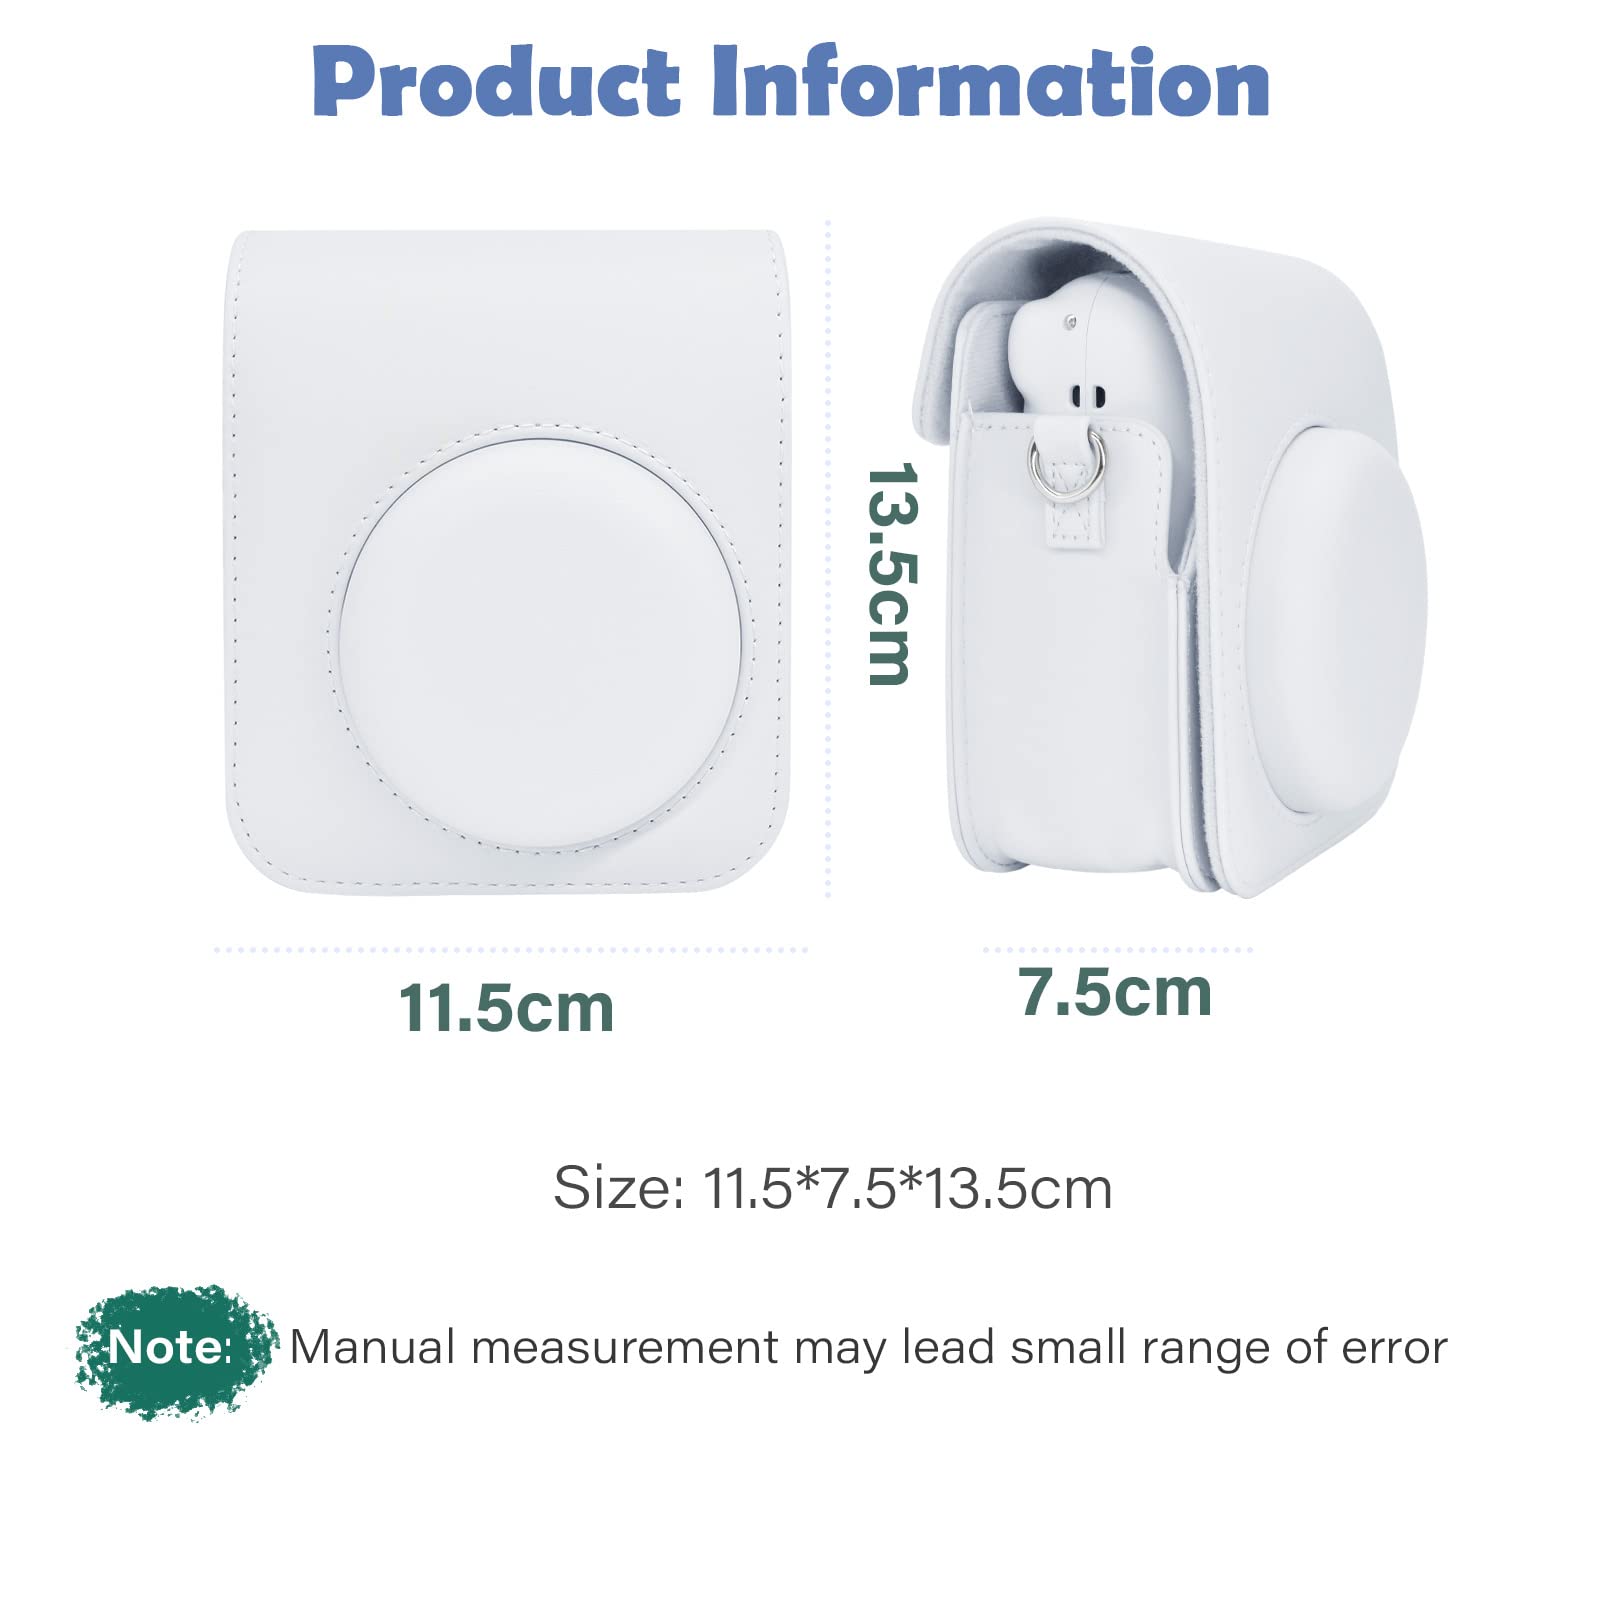 Product Information
13.5cm
11.5cm
7.5cm
Size: 11.5*7.5*13.5cm
Note: Manual measurement may lead small range of error